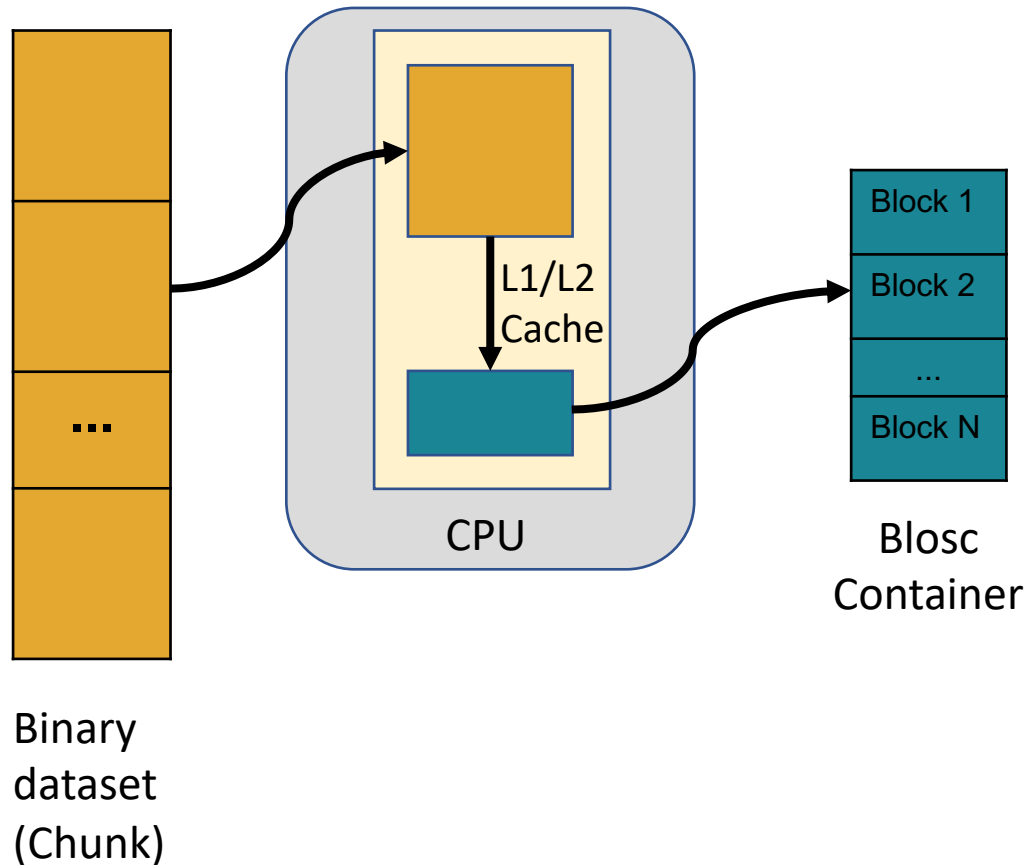 ...
Binary
dataset
(Chunk)
L1/L2
Cache
CPU
Block 1
Block 2
...
Block N
Blosc
Container